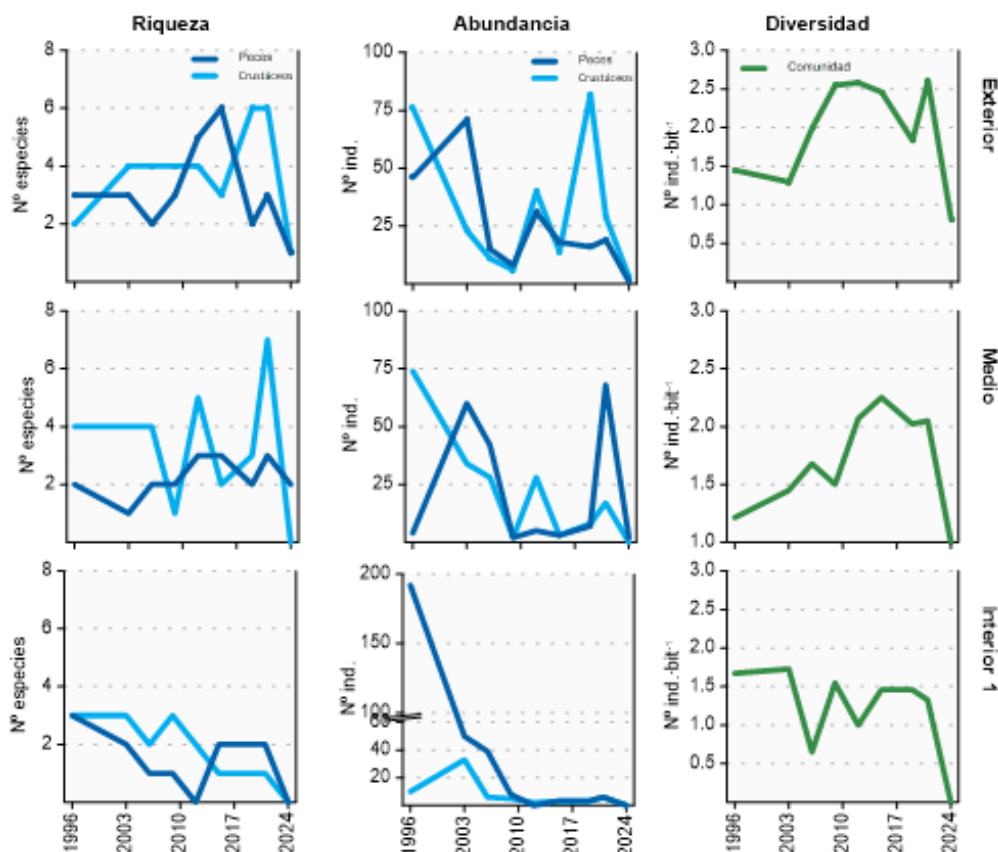 Riqueza
Abundancia
Diversidad
8
6
4
2
Nº especies
Peces
Crustáceos
100
75
50
25
Nº ind.
Peces
Crustáceos
3.0
2.5
2.0
1.5
1.0
0.5
Nº ind.-bit⁻¹
Comunidad
Exterior
8
6
4
2
Nº especies
100
75
50
25
Nº ind.
3.0
2.5
2.0
1.5
1.0
Nº ind.-bit⁻¹
Medio
8
6
4
2
Nº especies
1996
2003
2010
2017
2024
200
150
100
60
40
20
Nº ind.
1996
2003
2010
2017
2024
3.0
2.5
2.0
1.5
1.0
0.5
Nº ind.-bit⁻¹
1996
2003
2010
2017
2024
Interior 1